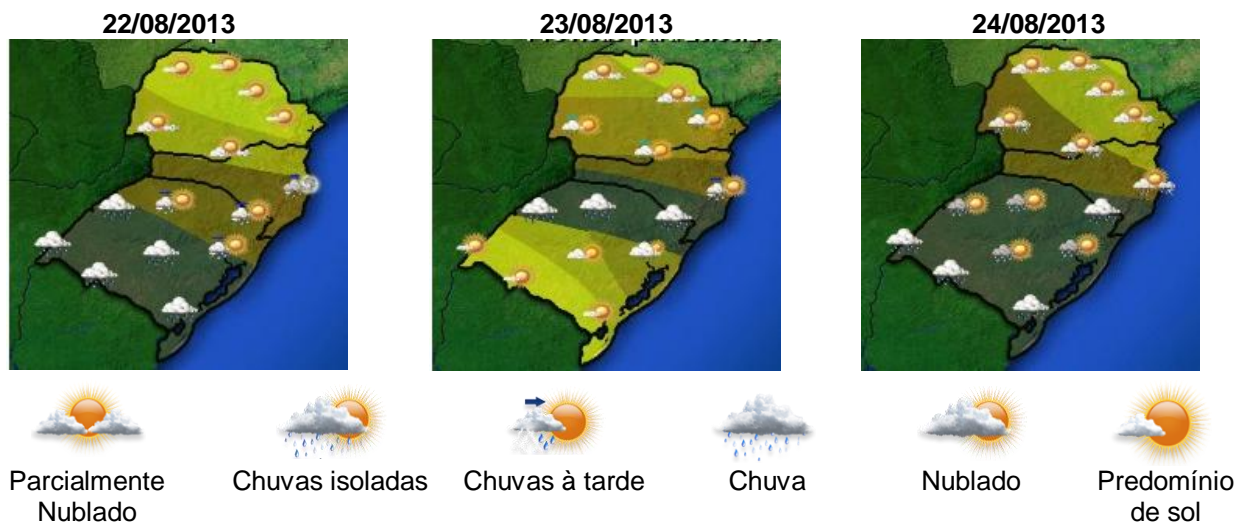 22/08/2013
23/08/2013
24/08/2013
Parcialmente
Nublado
Chuvas isoladas
Chuvas à tarde
Chuva
Nublado
Predomínio
de sol